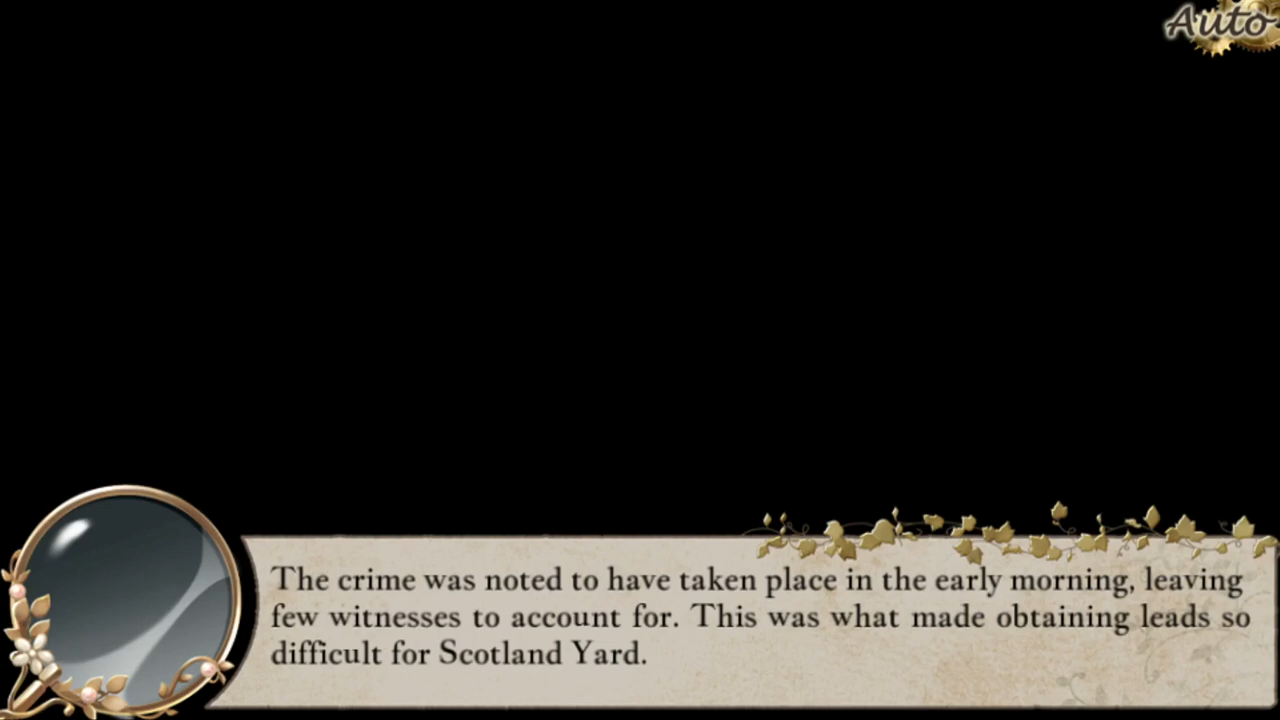 Auto
The crime was noted to have taken place in the early morning, leaving
few witnesses to account for. This was what made obtaining leads so
difficult for Scotland Yard.